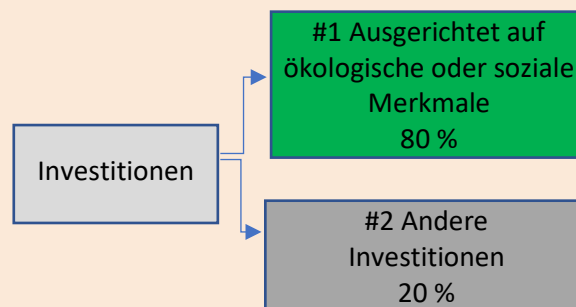 #1 Ausgerichtet auf
ökologische oder soziale
Merkmale
80 %
Investitionen
#2 Andere
Investitionen
20 %